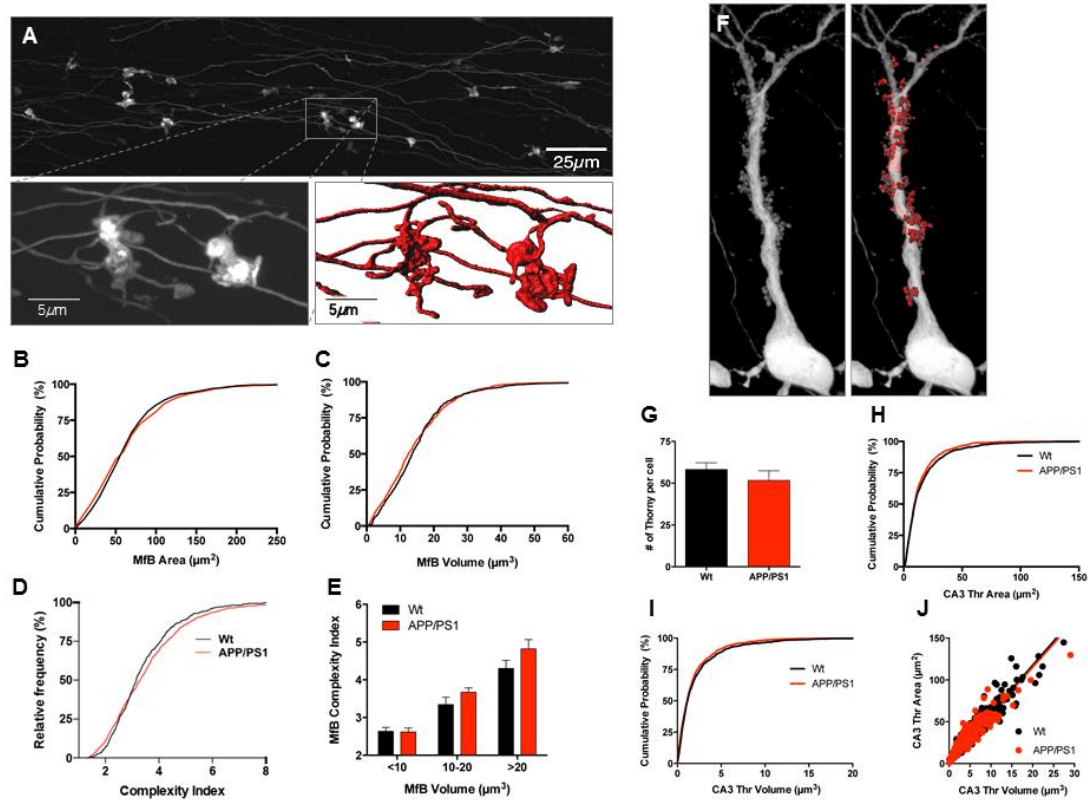 A
25µm
5µm
5µm
F
B
Cumulative Probability (%)
100
75
50
25
0
0 50 100 150 200 250
MfB Area (µm²)
C
Cumulative Probability (%)
100
75
50
25
0
0 10 20 30 40 50 60
MfB Volume (µm³)
D
Relative frequency (%)
100
75
50
25
0
Wt
APP/PS1
2 4 6 8
Complexity Index
E
MfB Complexity Index
6
5
4
3
2
Wt
APP/PS1
<10 10-20 >20
MfB Volume (µm³)
G
# of Thorny per cell
75
50
25
0
Wt APP/PS1
H
Cumulative Probability (%)
100
75
50
25
0
Wt
APP/PS1
0 50 100 150
CA3 Thr Area (µm²)
I
Cumulative Probability (%)
100
75
50
25
0
Wt
APP/PS1
0 5 10 15 20
CA3 Thr Volume (µm³)
J
CA3 Thr Area (µm²)
150
100
50
0
Wt
APP/PS1
0 5 10 15 20 25 30
CA3 Thr Volume (µm³)